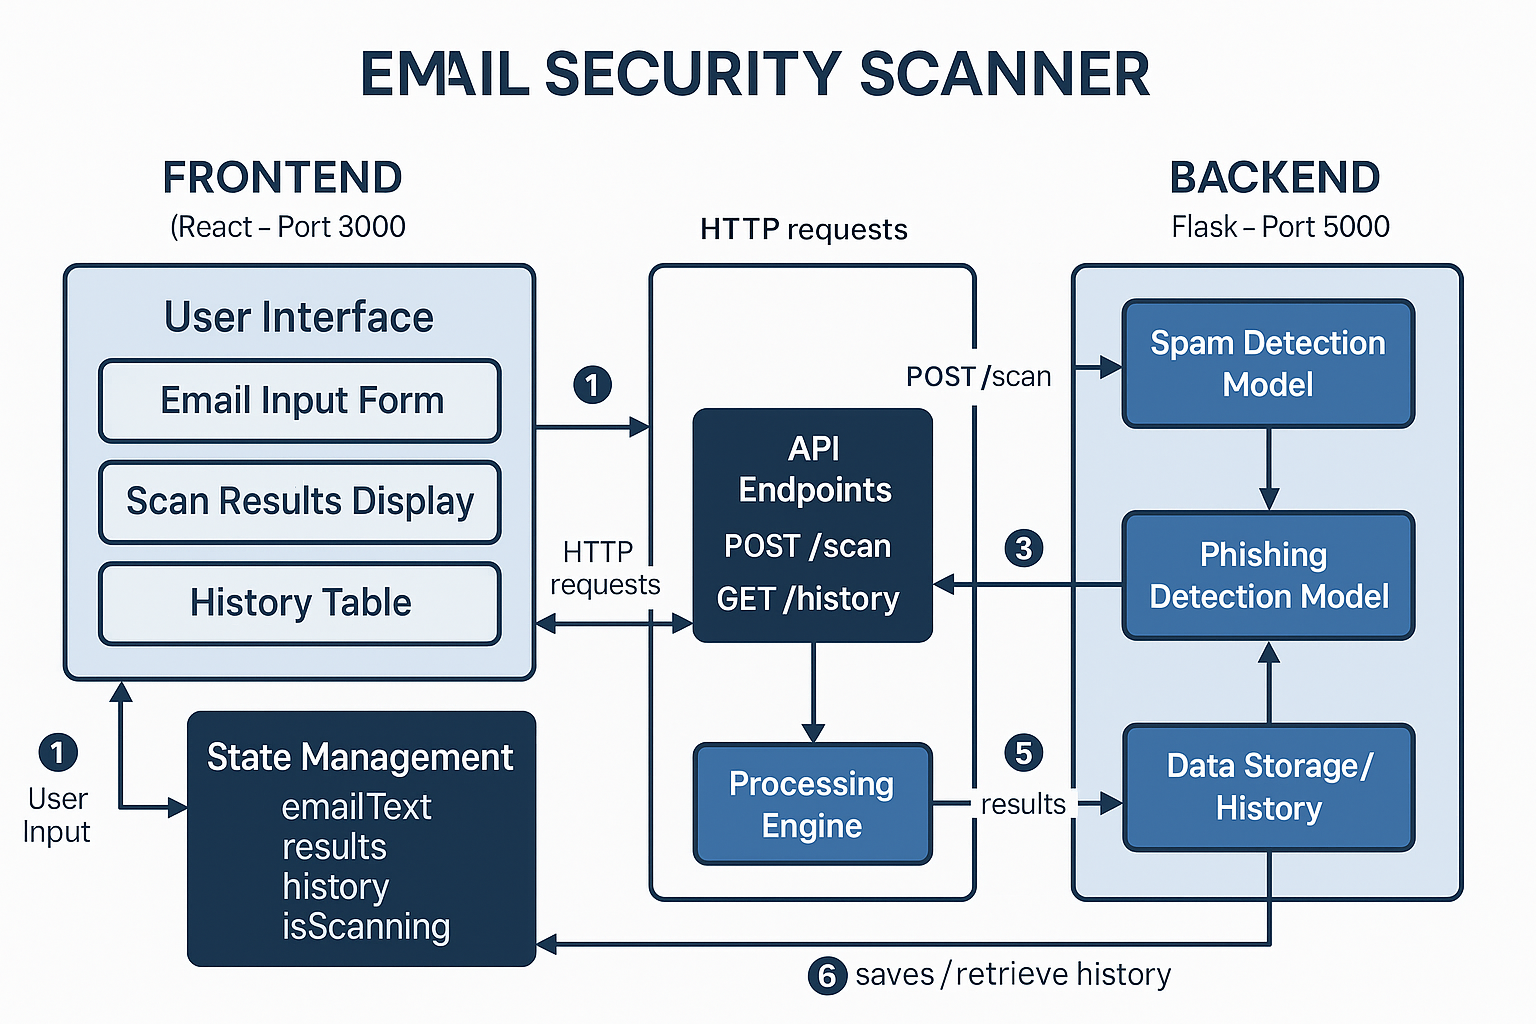 EMAIL SECURITY SCANNER
FRONTEND
(React – Port 3000
User Interface
Email Input Form
Scan Results Display
History Table
1
User
Input
State Management
emailText
results
history
isScanning
1
HTTP
requests
HTTP requests
API
Endpoints
POST /scan
GET /history
Processing
Engine
POST /scan
3
5
results
BACKEND
Flask – Port 5000
Spam Detection
Model
Phishing
Detection Model
Data Storage/
History
6 saves / retrieve history